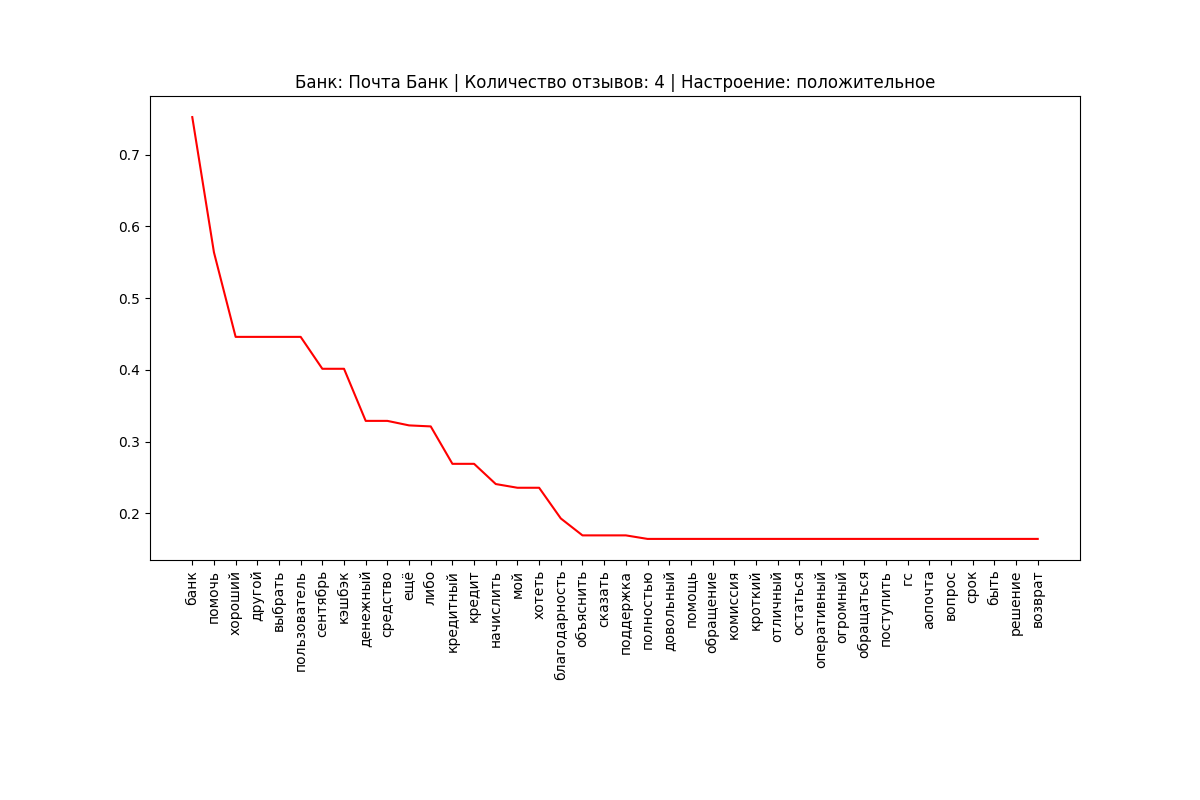 Банк: Почта Банк | Количество отзывов: 4 | Настроение: положительное
0.7
0.6
0.5
0.4
0.3
0.2
банк
помочь
хороший
другой
выбрать
пользователь
сентябрь
кэшбэк
денежный
средство
ещё
либо
кредитный
кредит
начислить
мой
хотеть
благодарность
объяснить
сказать
поддержка
полностью
довольный
помощь
обращение
комиссия
кроткий
отличный
остаться
оперативный
огромный
обращаться
поступить
гс
аопочта
вопрос
срок
быть
решение
возврат